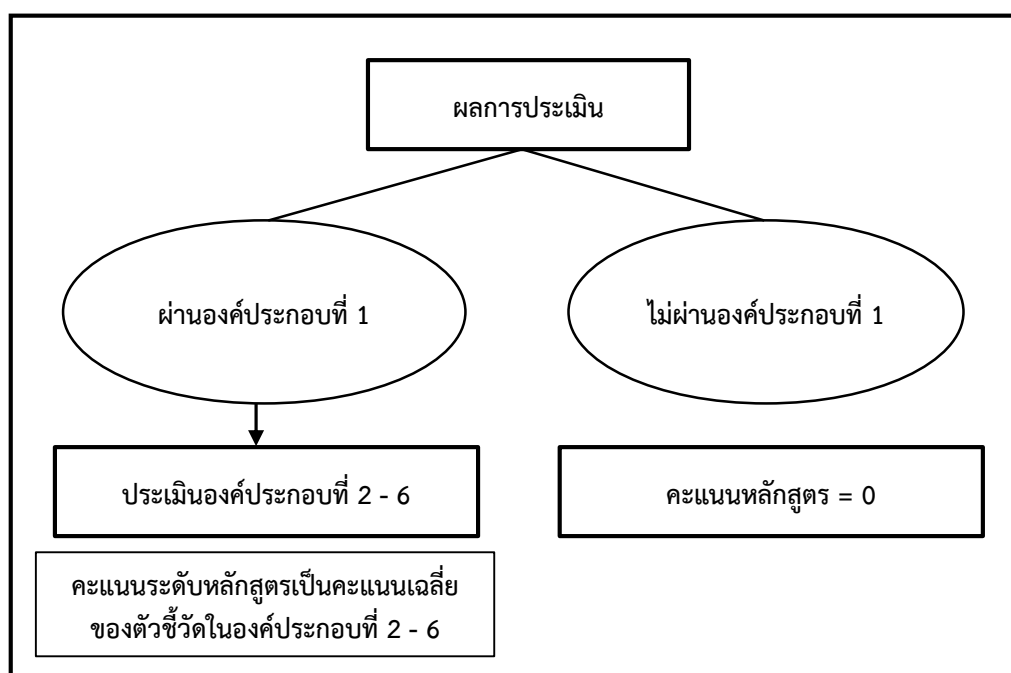 ผลการประเมิน
ผ่านองค์ประกอบที่ 1
ไม่ผ่านองค์ประกอบที่ 1
ประเมินองค์ประกอบที่ 2 - 6
คะแนนหลักสูตร = 0
คะแนนระดับหลักสูตรเป็นคะแนนเฉลี่ย
ของตัวชี้วัดในองค์ประกอบที่ 2 - 6